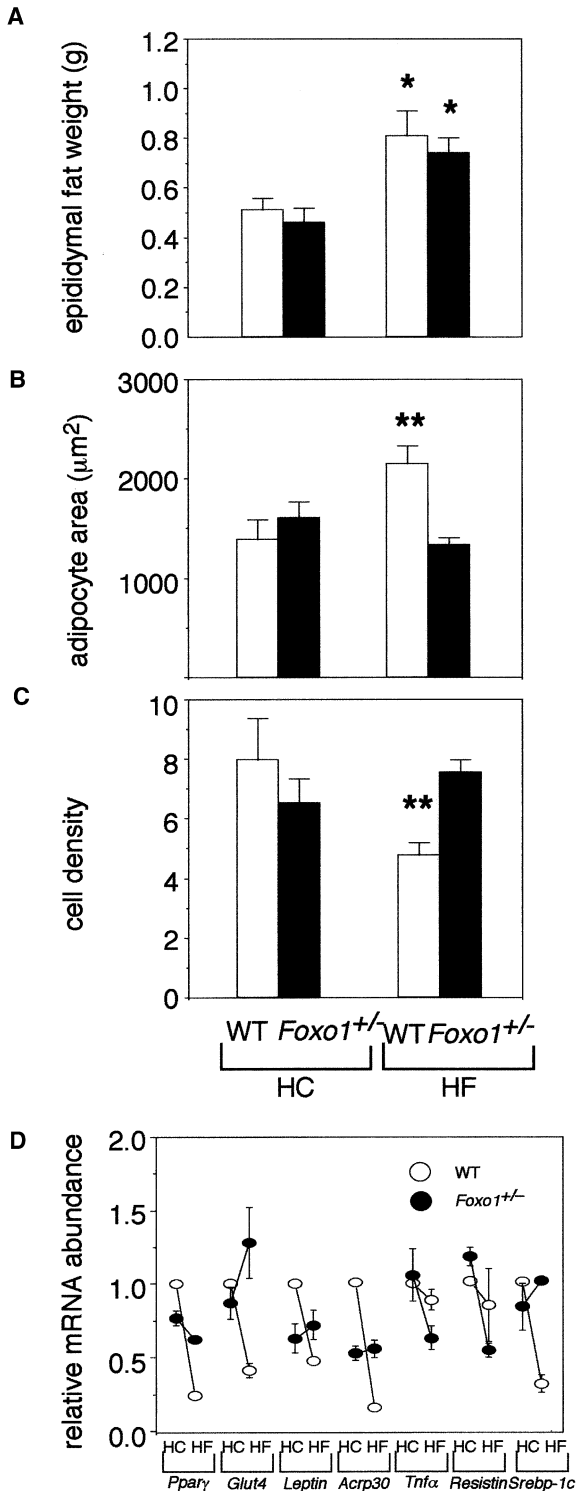 A
epididymal fat weight (g)
1.2
1.0
0.8
0.6
0.4
0.2
0.0
* *
B
adipocyte area (μm²)
3000
2000
1000
**
C
cell density
10
8
6
4
2
0
**
WT Foxo1+/- WT Foxo1+/-
HC HF
D
relative mRNA abundance
2.0
1.5
1.0
0.5
0.0
WT
Foxo1+/–
HC HF HC HF HC HF HC HF HC HF HC HF HC HF
Pparγ Glut4 Leptin Acrp30 Tnfα Resistin Srebp-1c